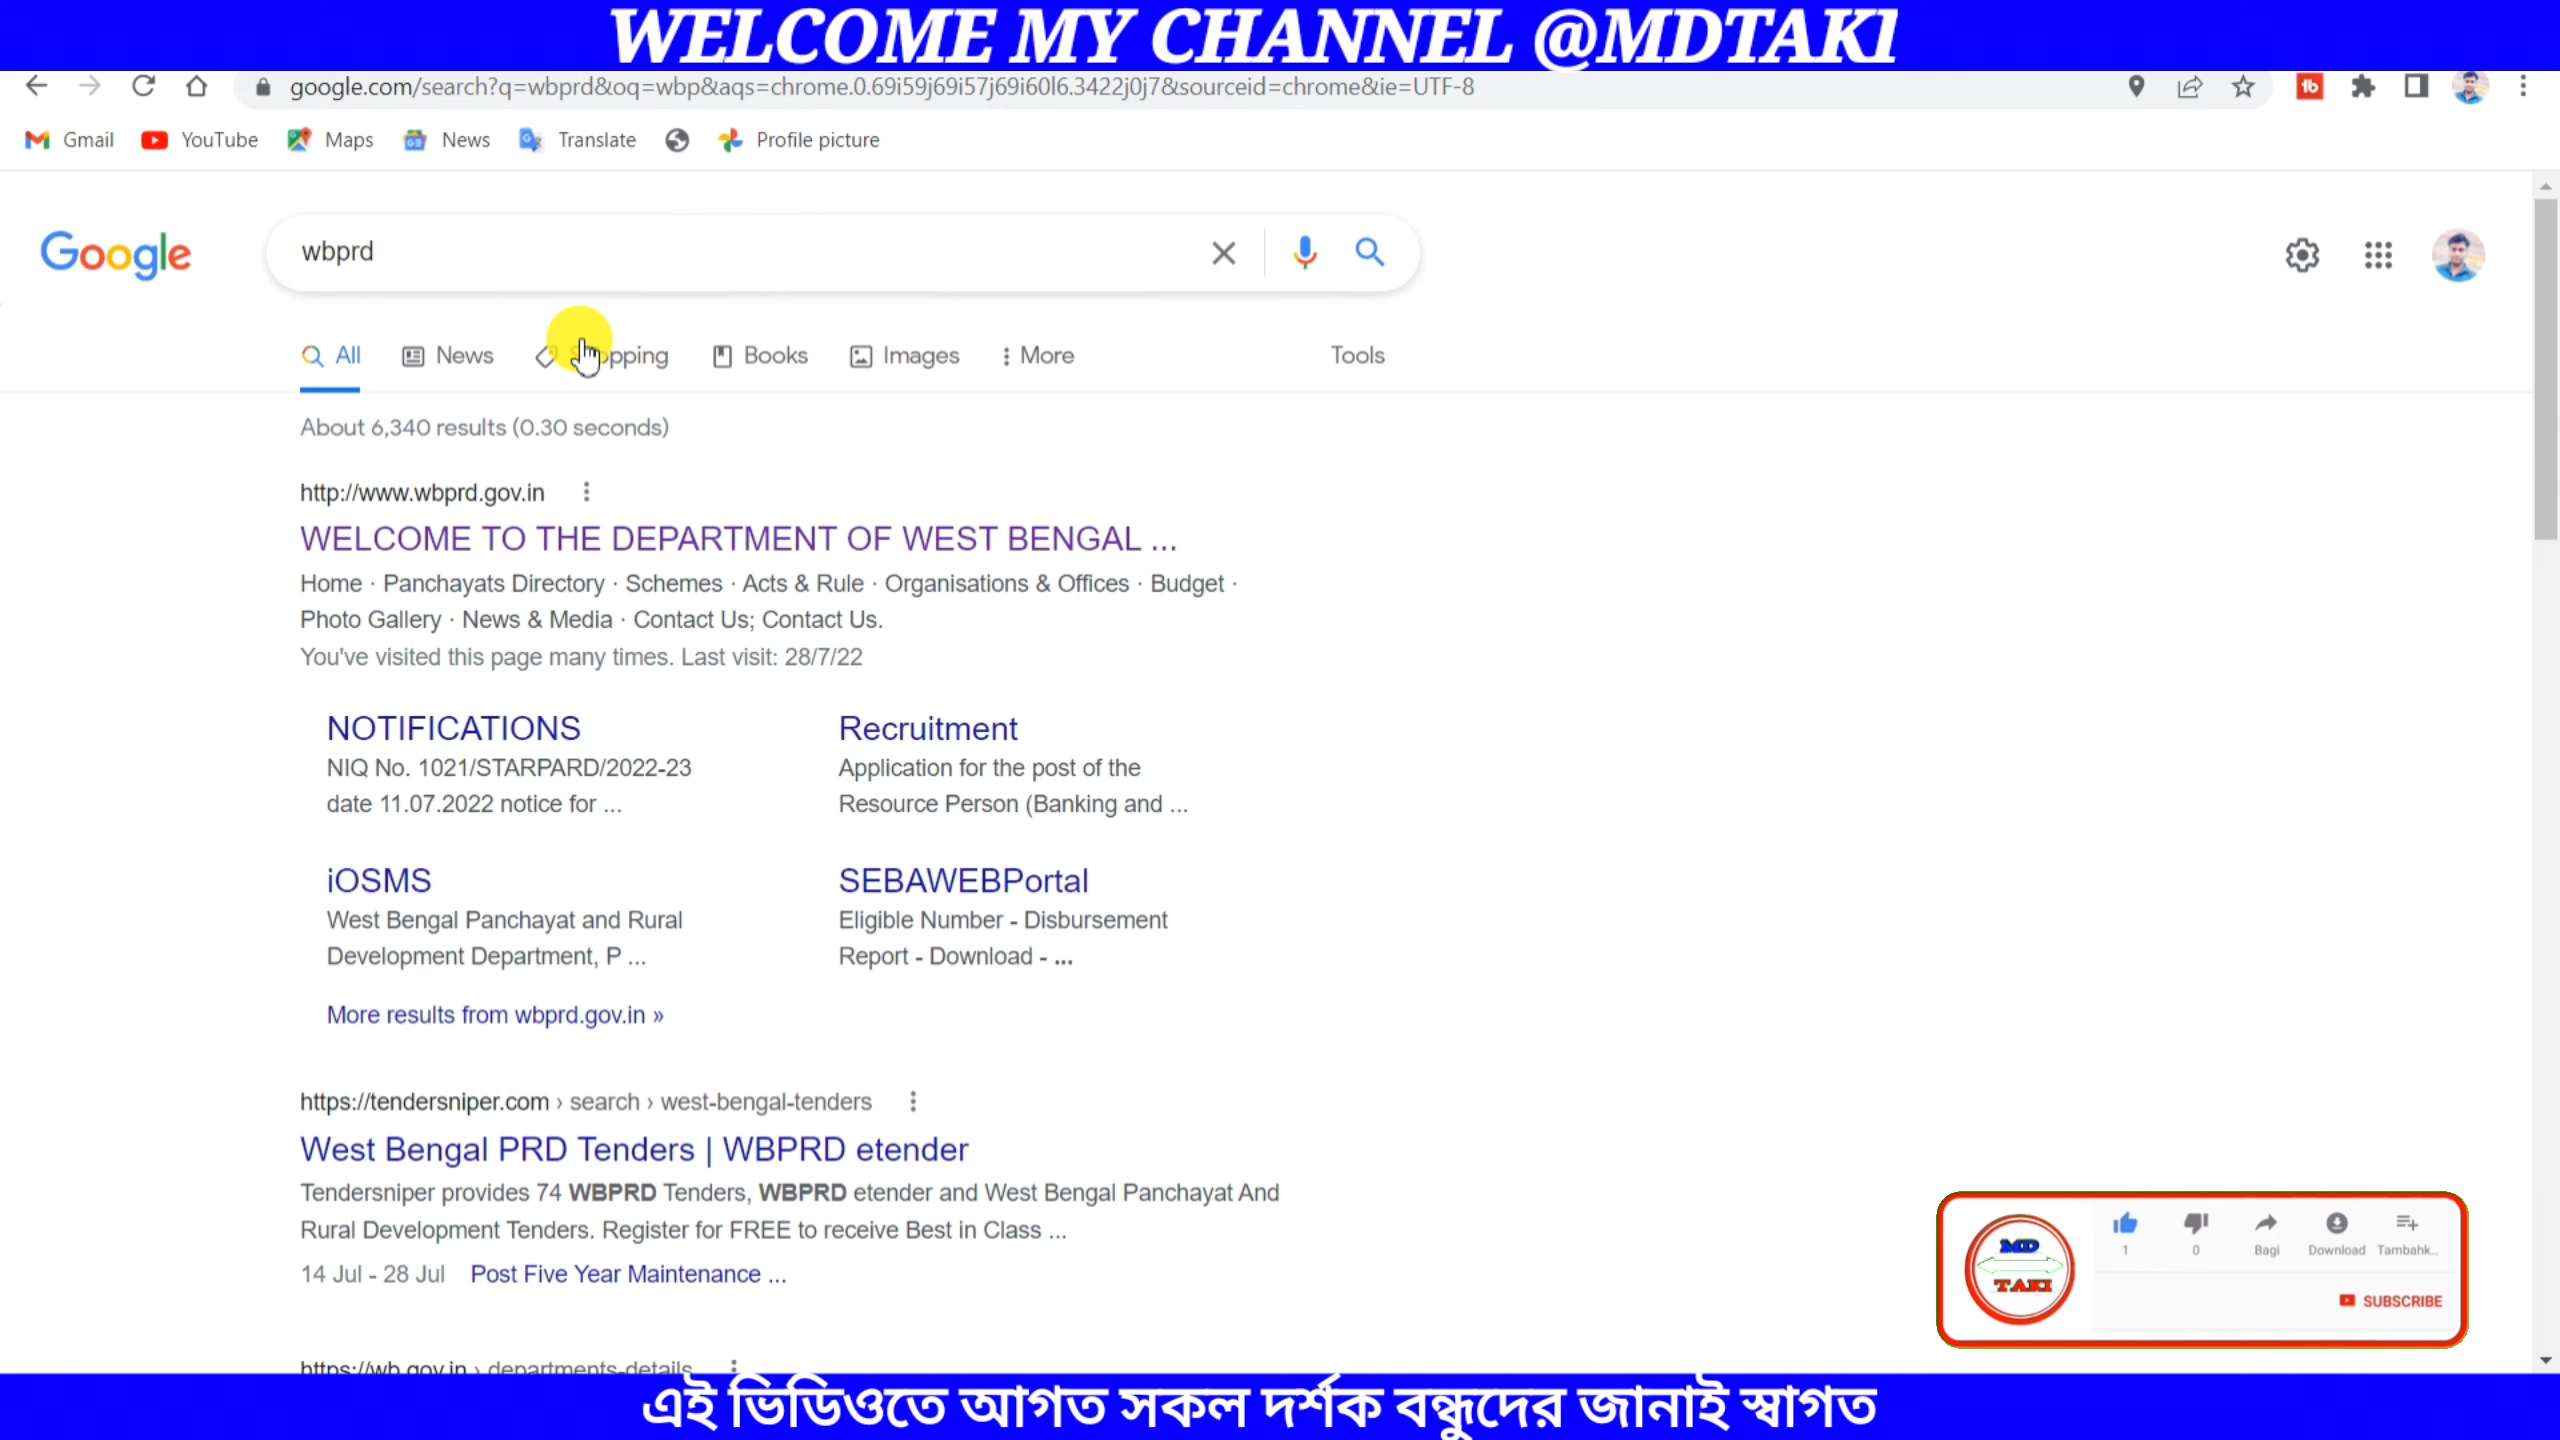 WELCOME MY CHANNEL @MDTAKI
google.com/search?q=wbprd&oq=wbp&aqs=chrome.0.69i59j69i57j69i60l6.3422j0j7&sourceid=chrome&ie=UTF-8
Gmail YouTube Maps News Translate Profile picture
Google wbprd
All News Shopping Books Images More Tools
About 6,340 results (0.30 seconds)
http://www.wbprd.gov.in
WELCOME TO THE DEPARTMENT OF WEST BENGAL ...
Home · Panchayats Directory · Schemes · Acts & Rule · Organisations & Offices · Budget ·
Photo Gallery · News & Media · Contact Us; Contact Us.
You've visited this page many times. Last visit: 28/7/22
NOTIFICATIONS
NIQ No. 1021/STARPARD/2022-23
date 11.07.2022 notice for ...
Recruitment
Application for the post of the
Resource Person (Banking and ...
iOSMS
West Bengal Panchayat and Rural
Development Department, P ...
SEBAWEBPortal
Eligible Number - Disbursement
Report - Download - ...
More results from wbprd.gov.in »
https://tendersniper.com › search › west-bengal-tenders
West Bengal PRD Tenders | WBPRD etender
Tendersniper provides 74 WBPRD Tenders, WBPRD etender and West Bengal Panchayat And
Rural Development Tenders. Register for FREE to receive Best in Class ...
14 Jul - 28 Jul Post Five Year Maintenance ...
https://wb.gov.in › departments-details
MD
TAKI
1 0 Bagi Download Tambahk...
SUBSCRIBE
এই ভিডিওতে আগত সকল দর্শক বন্ধুদের জানাই স্বাগত